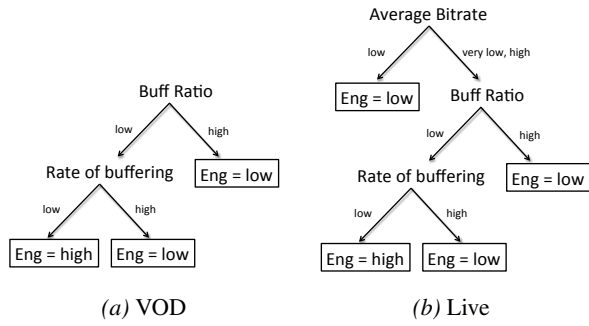 Buff Ratio
low
high
Rate of buffering
Eng = low
low
high
Eng = high
Eng = low
(a) VOD
Average Bitrate
low
very low, high
Eng = low
Buff Ratio
low
high
Rate of buffering
Eng = low
low
high
Eng = high
Eng = low
(b) Live